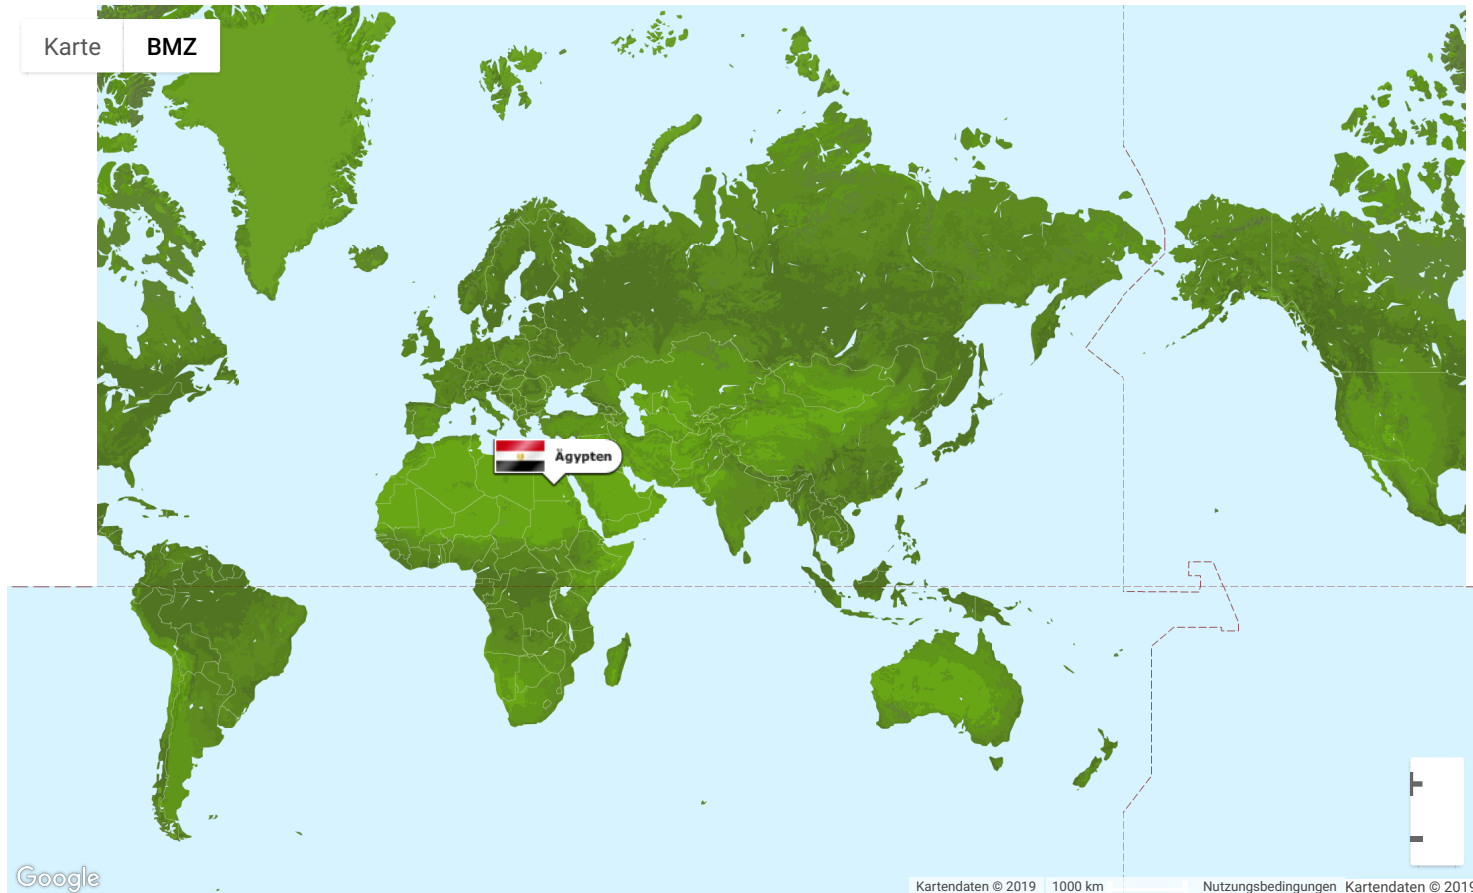 Karte
BMZ
Ägypten
Google
Kartendaten © 2019
1000 km
Nutzungsbedingungen
Kartendaten © 2019